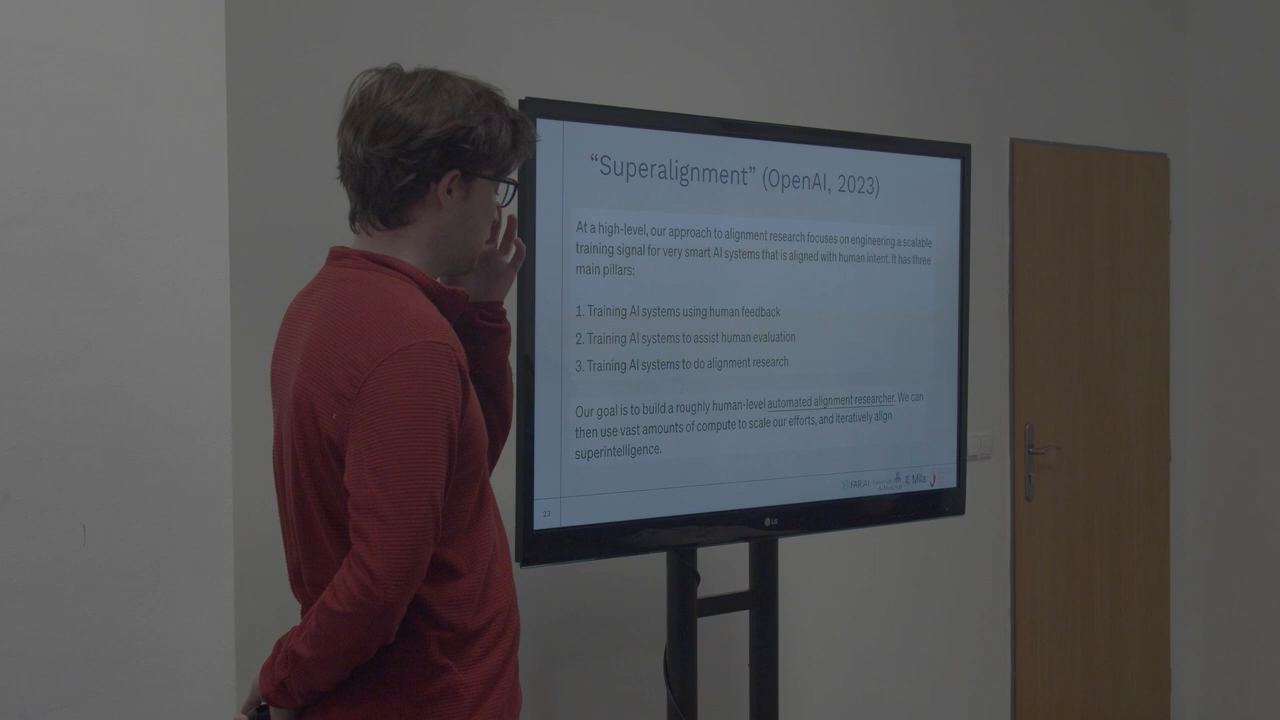 “Superalignment” (OpenAI, 2023)
At a high-level, our approach to alignment research focuses on engineering a scalable
training signal for very smart AI systems that is aligned with human intent. It has three
main pillars:
1. Training AI systems using human feedback
2. Training AI systems to assist human evaluation
3. Training AI systems to do alignment research
Our goal is to build a roughly human-level automated alignment researcher. We can
then use vast amounts of compute to scale our efforts, and iteratively align
superintelligence.
FAR.AI Mila
23
LG